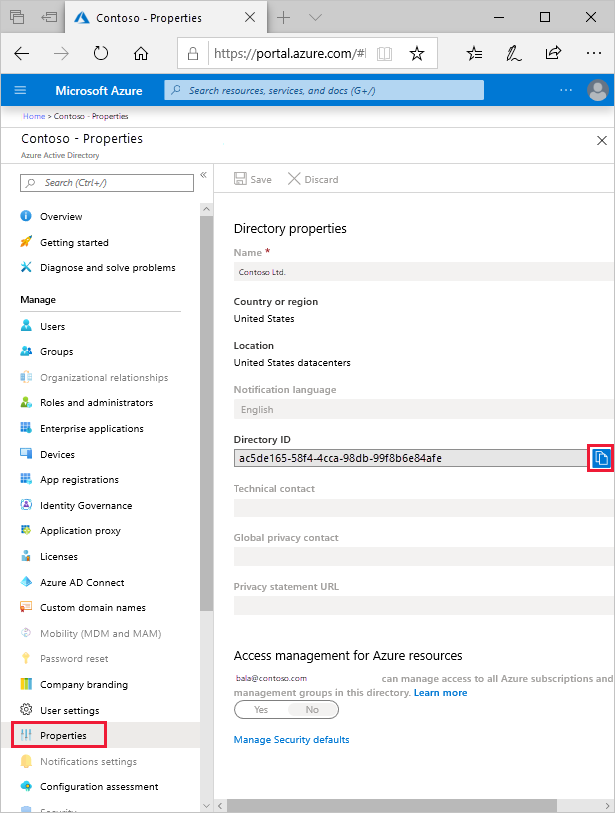 Contoso - Properties
https://portal.azure.com/#
Microsoft Azure
Search resources, services, and docs (G+/)
Home > Contoso - Properties
Contoso - Properties
Azure Active Directory
Search (Ctrl+/)
Overview
Getting started
Diagnose and solve problems
Manage
Users
Groups
Organizational relationships
Roles and administrators
Enterprise applications
Devices
App registrations
Identity Governance
Application proxy
Licenses
Azure AD Connect
Custom domain names
Mobility (MDM and MAM)
Password reset
Company branding
User settings
Properties
Notifications settings
Configuration assessment
Security
Save
Discard
Directory properties
Name *
Contoso Ltd.
Country or region
United States
Location
United States datacenters
Notification language
English
Directory ID
ac5de165-58f4-4cca-98db-99f8b6e84afe
Technical contact
Global privacy contact
Privacy statement URL
Access management for Azure resources
bala@contoso.com can manage access to all Azure subscriptions and
management groups in this directory. Learn more
Yes No
Manage Security defaults